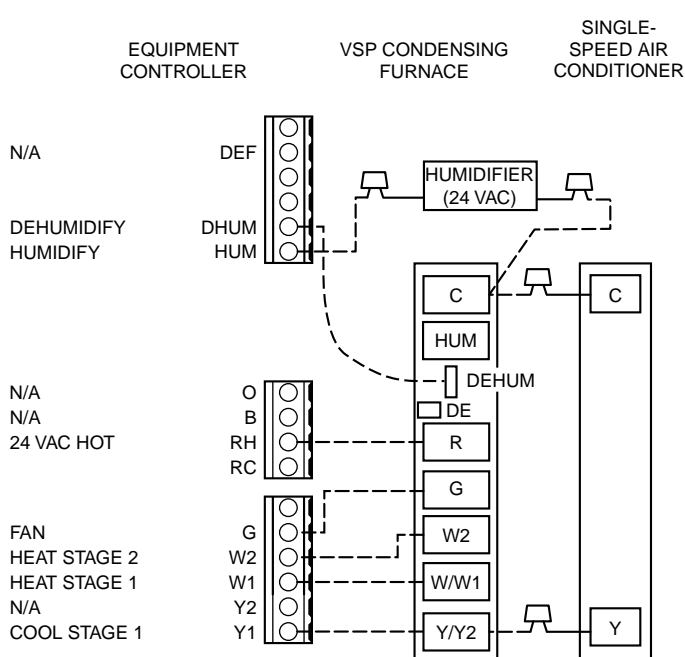 EQUIPMENT
CONTROLLER
VSP CONDENSING
FURNACE
SINGLE-
SPEED AIR
CONDITIONER
N/A DEF
HUMIDIFIER
(24 VAC)
DEHUMIDIFY DHUM
HUMIDIFY HUM
C C
HUM
DEHUM
DE
N/A O
N/A B
24 VAC HOT RH R
RC
G
FAN G
W2
HEAT STAGE 2 W2
HEAT STAGE 1 W1 W/W1
N/A Y2
COOL STAGE 1 Y1 Y/Y2 Y